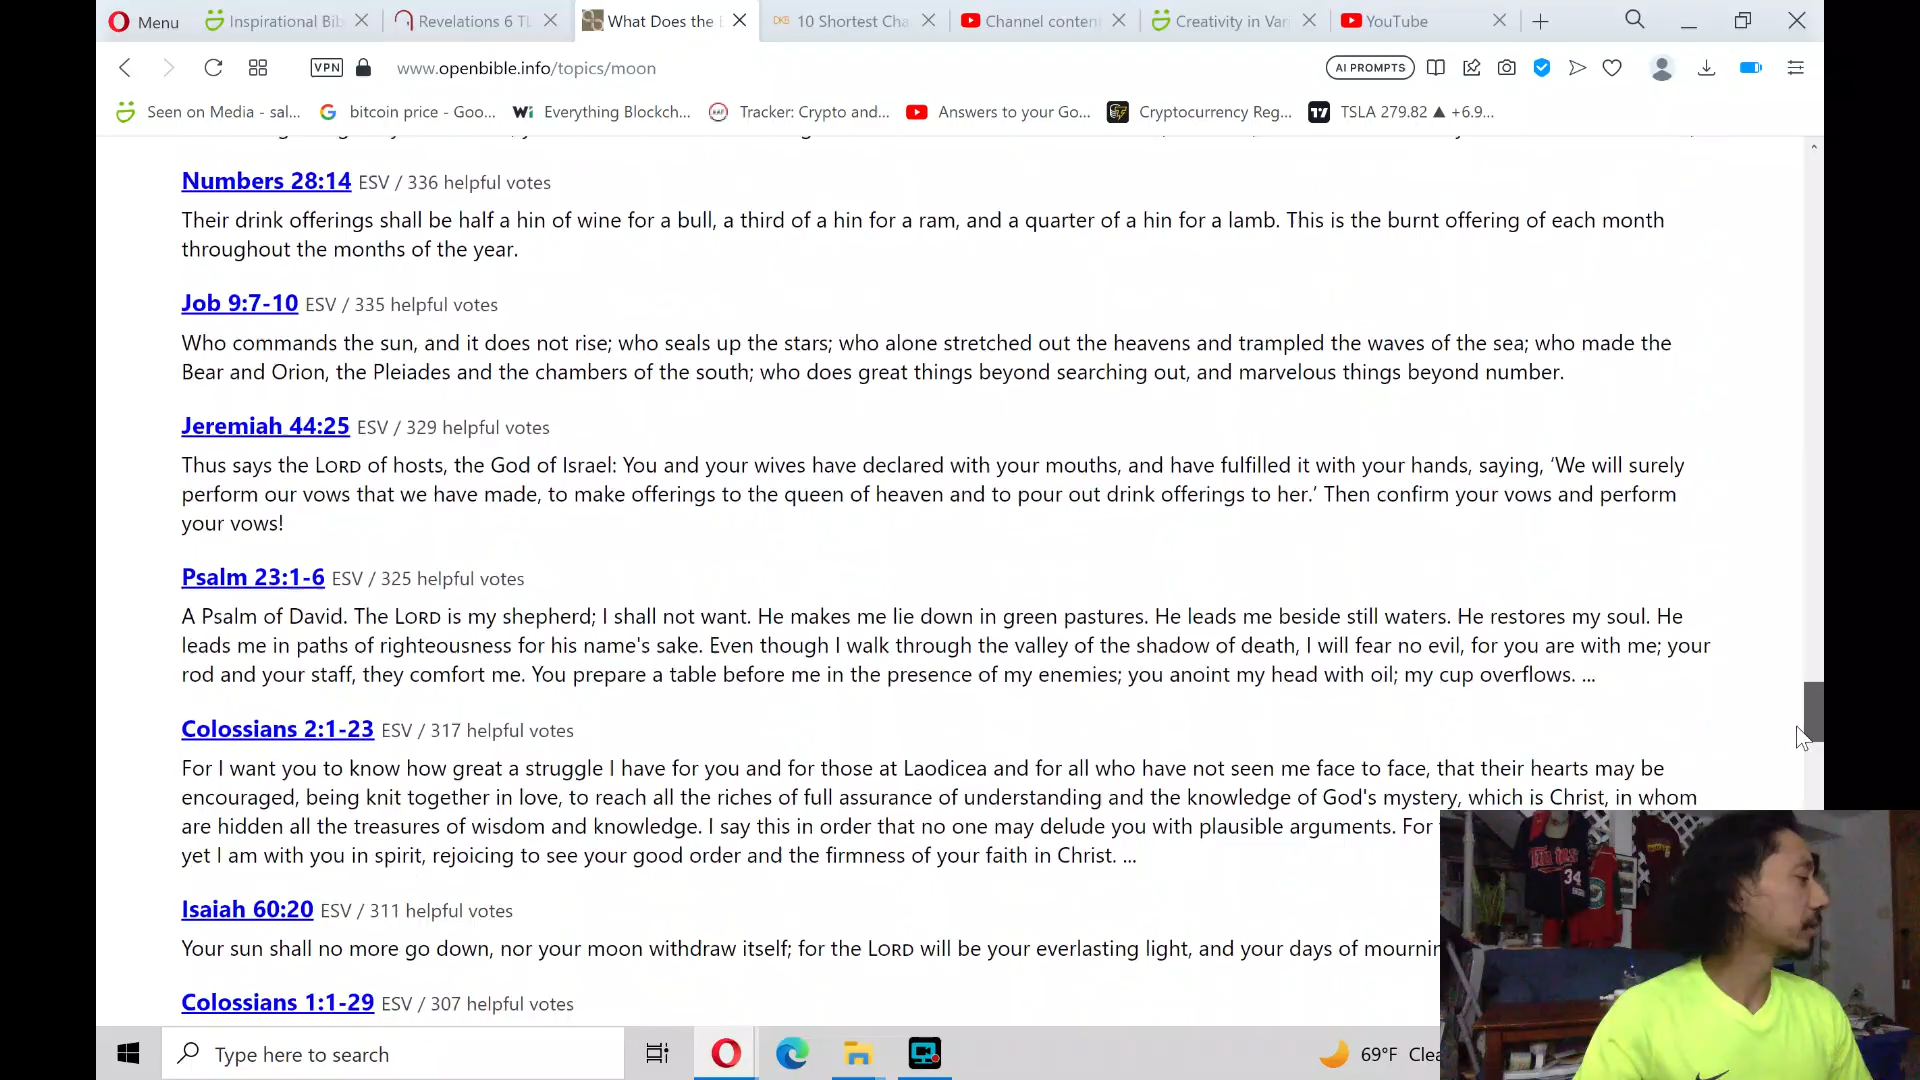 Menu
Inspirational Bib
Revelations 6 TL
What Does the B
10 Shortest Cha
Channel conten
Creativity in Vari
YouTube
VPN
www.openbible.info/topics/moon
AI PROMPTS
Seen on Media - sal...
bitcoin price - Goo...
Everything Blockch...
Tracker: Crypto and...
Answers to your Go...
Cryptocurrency Reg...
TSLA 279.82 ▲ +6.9...
Numbers 28:14 ESV / 336 helpful votes
Their drink offerings shall be half a hin of wine for a bull, a third of a hin for a ram, and a quarter of a hin for a lamb. This is the burnt offering of each month
throughout the months of the year.
Job 9:7-10 ESV / 335 helpful votes
Who commands the sun, and it does not rise; who seals up the stars; who alone stretched out the heavens and trampled the waves of the sea; who made the
Bear and Orion, the Pleiades and the chambers of the south; who does great things beyond searching out, and marvelous things beyond number.
Jeremiah 44:25 ESV / 329 helpful votes
Thus says the LORD of hosts, the God of Israel: You and your wives have declared with your mouths, and have fulfilled it with your hands, saying, ‘We will surely
perform our vows that we have made, to make offerings to the queen of heaven and to pour out drink offerings to her.’ Then confirm your vows and perform
your vows!
Psalm 23:1-6 ESV / 325 helpful votes
A Psalm of David. The LORD is my shepherd; I shall not want. He makes me lie down in green pastures. He leads me beside still waters. He restores my soul. He
leads me in paths of righteousness for his name's sake. Even though I walk through the valley of the shadow of death, I will fear no evil, for you are with me; your
rod and your staff, they comfort me. You prepare a table before me in the presence of my enemies; you anoint my head with oil; my cup overflows. ...
Colossians 2:1-23 ESV / 317 helpful votes
For I want you to know how great a struggle I have for you and for those at Laodicea and for all who have not seen me face to face, that their hearts may be
encouraged, being knit together in love, to reach all the riches of full assurance of understanding and the knowledge of God's mystery, which is Christ, in whom
are hidden all the treasures of wisdom and knowledge. I say this in order that no one may delude you with plausible arguments. For
yet I am with you in spirit, rejoicing to see your good order and the firmness of your faith in Christ. ...
Isaiah 60:20 ESV / 311 helpful votes
Your sun shall no more go down, nor your moon withdraw itself; for the LORD will be your everlasting light, and your days of mournin
Colossians 1:1-29 ESV / 307 helpful votes
Type here to search
69°F Clea
34